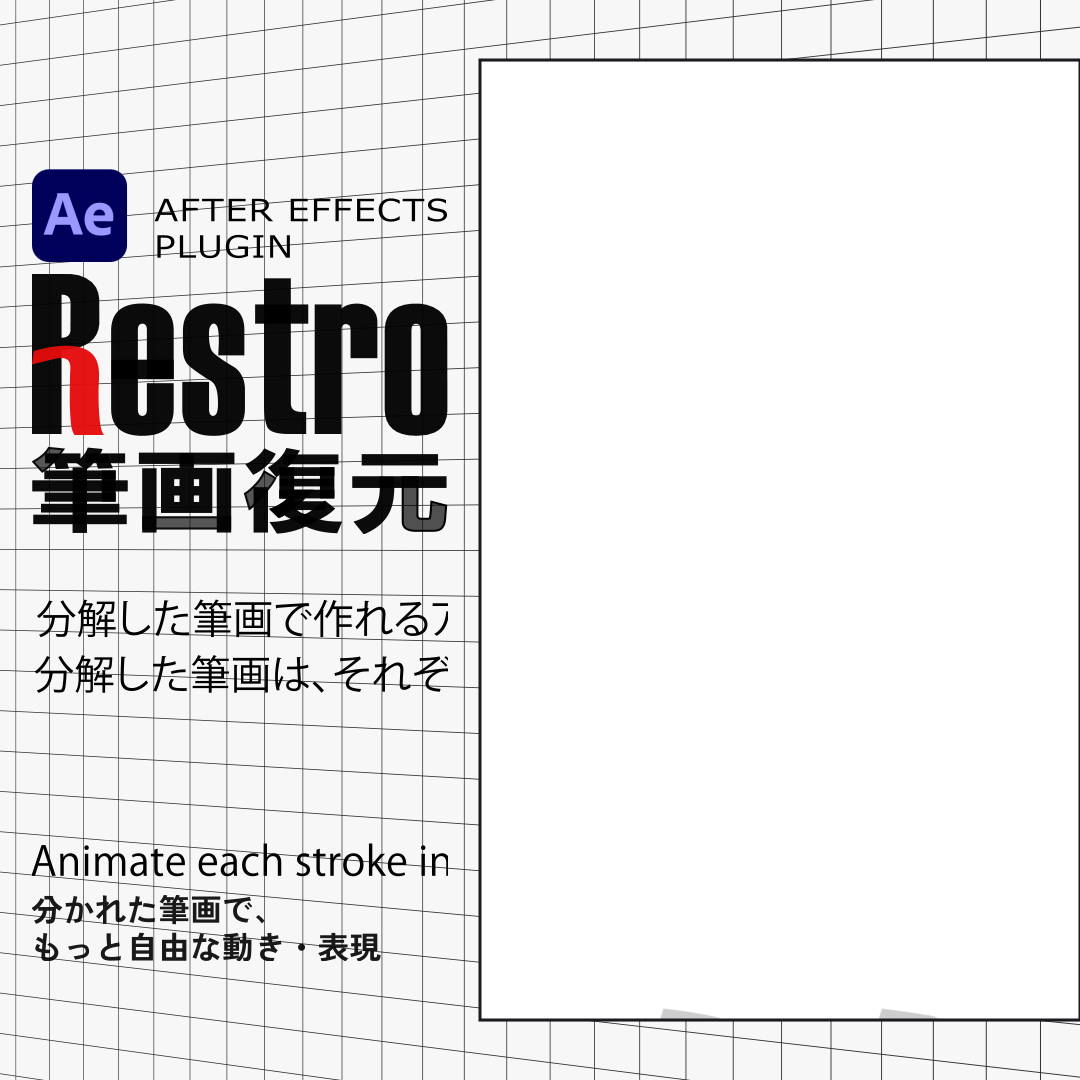 Ae
AFTER EFFECTS
PLUGIN
Restro
筆画復元
分解した筆画で作れる
分解した筆画は、それぞ
Animate each stroke in
分かれた筆画で、
もっと自由な動き・表現